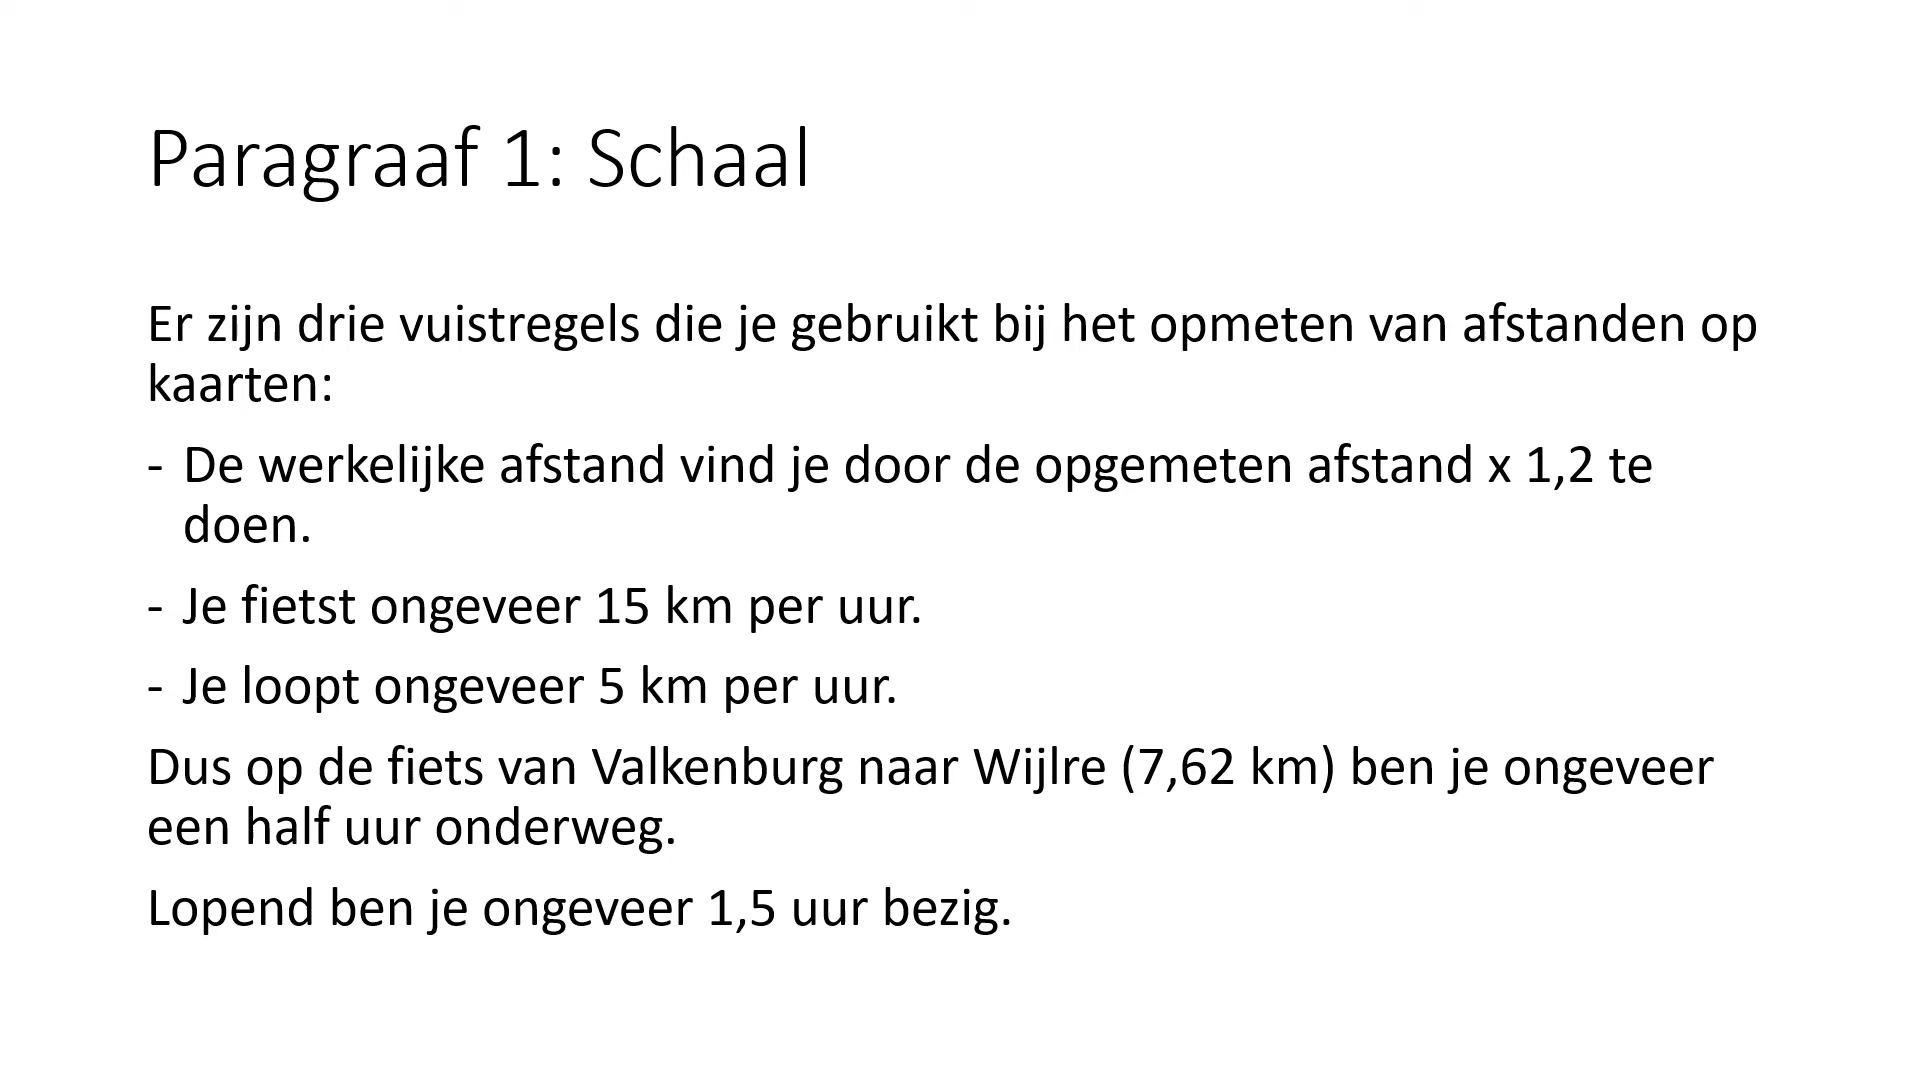 Paragraaf 1: Schaal
Er zijn drie vuistregels die je gebruikt bij het opmeten van afstanden op
kaarten:
- De werkelijke afstand vind je door de opgemeten afstand x 1,2 te
doen.
- Je fietst ongeveer 15 km per uur.
- Je loopt ongeveer 5 km per uur.
Dus op de fiets van Valkenburg naar Wijlre (7,62 km) ben je ongeveer
een half uur onderweg.
Lopend ben je ongeveer 1,5 uur bezig.